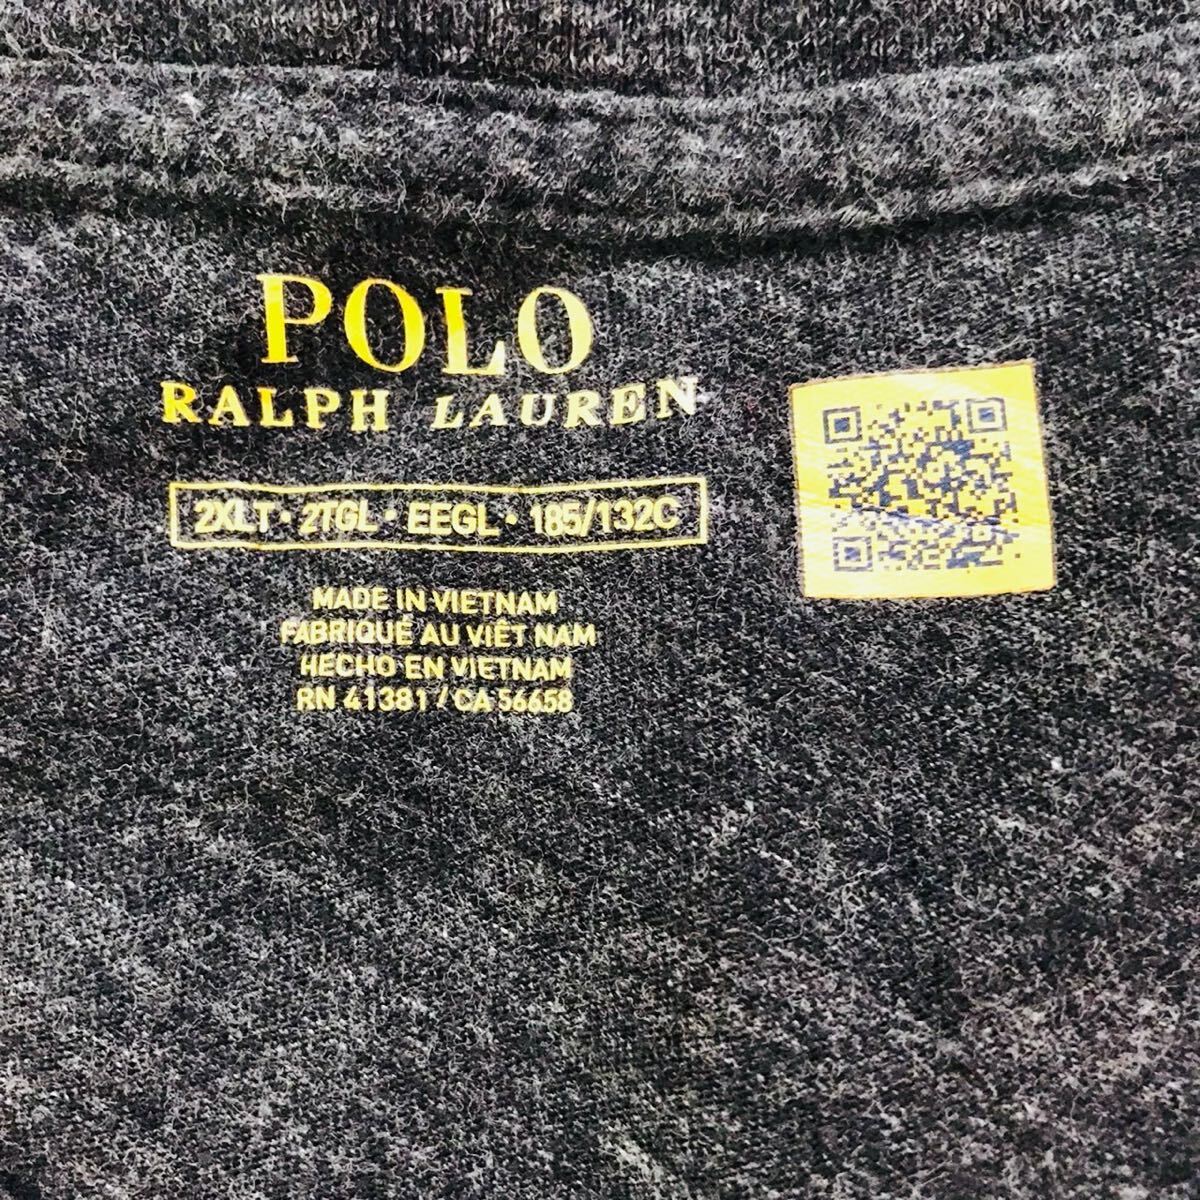 POLO
RALPH LAUREN
2XLT · 2TGL · EEGL · 185/132C
MADE IN VIETNAM
FABRIQUÉ AU VIÊT NAM
HECHO EN VIETNAM
RN 41381 / CA 56658